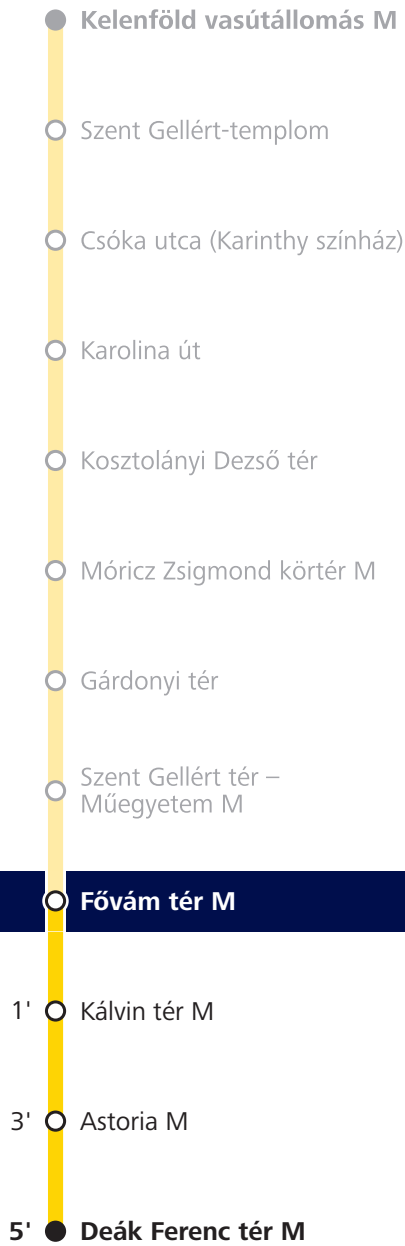 Kelenföld vasútállomás M
Szent Gellért-templom
Csóka utca (Karinthy színház)
Karolina út
Kosztolányi Dezső tér
Móricz Zsigmond körtér M
Gárdonyi tér
Szent Gellért tér –
Műegyetem M
Fővám tér M
1' Kálvin tér M
3' Astoria M
5' Deák Ferenc tér M